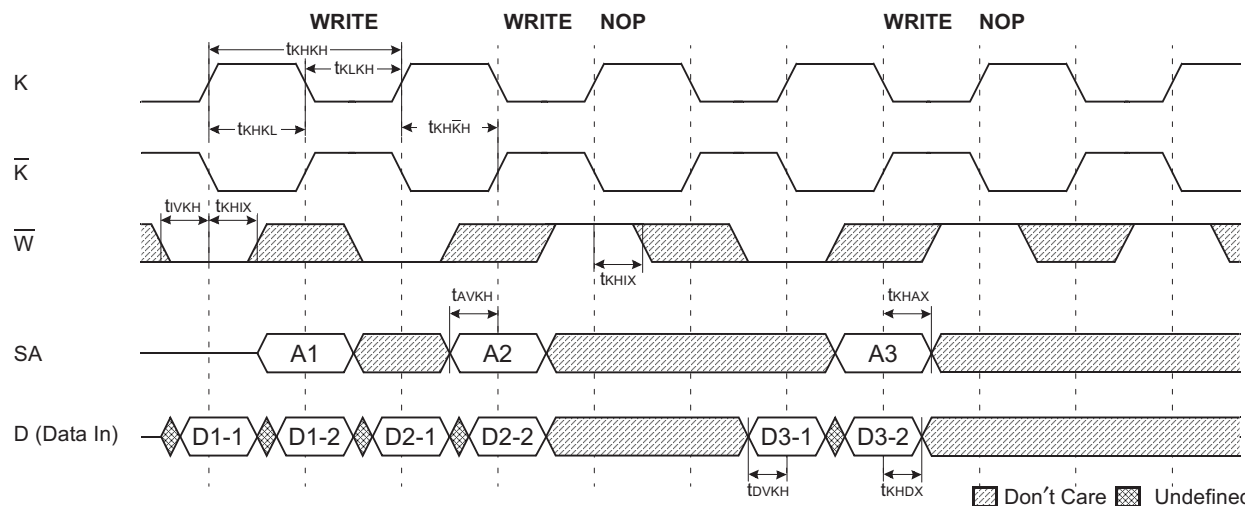 WRITE WRITE NOP WRITE NOP
tKHKH
K
tKLKH
tKHKL
tKHK̅H
K̅
tIVKH tKHIX
W̅
tKHIX
tAVKH tKHAX
SA A1 A2 A3
D (Data In) D1-1 D1-2 D2-1 D2-2 D3-1 D3-2
tDVKH tKHDX
Don′t Care Undefined